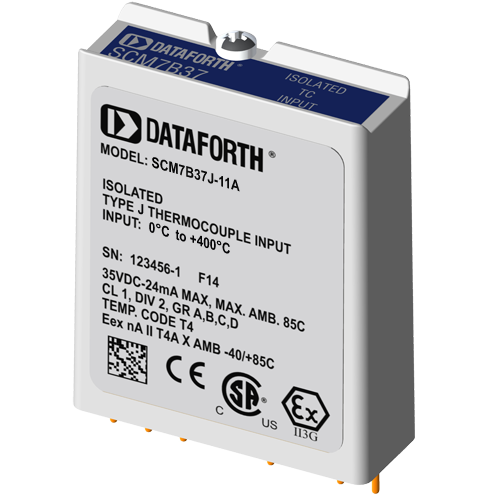 DATAFORTH®
SCM7B37
ISOLATED
TC
INPUT
DATAFORTH®
MODEL: SCM7B37J-11A
ISOLATED
TYPE J THERMOCOUPLE INPUT
INPUT: 0°C to +400°C
SN: 123456-1 F14
35VDC-24mA MAX, MAX. AMB. 85C
CL 1, DIV 2, GR A,B,C,D
TEMP. CODE T4
Eex nA II T4A X AMB -40/+85C
CE
SA
®
C US
Ex
II3G